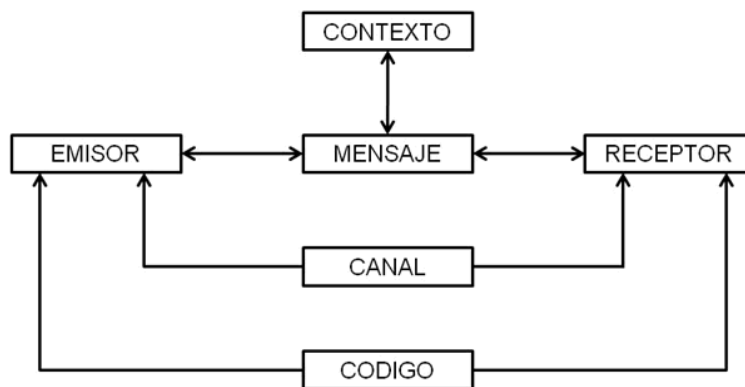 CONTEXTO
EMISOR
MENSAJE
RECEPTOR
CANAL
CODIGO